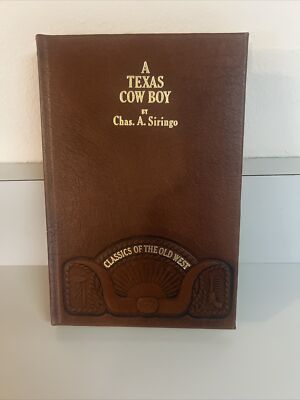 A
TEXAS
COW BOY
BY
Chas. A. Siringo
CLASSICS OF THE OLD WEST